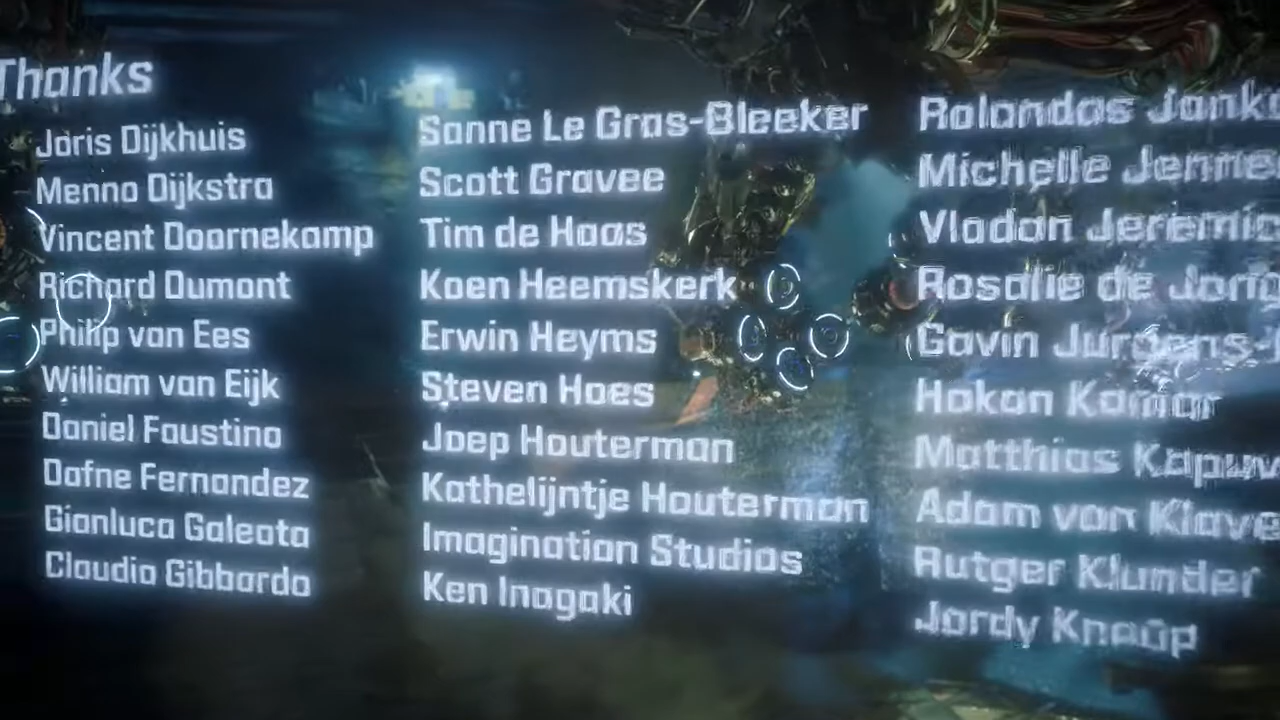 Thanks
Joris Dijkhuis
Menno Dijkstra
Vincent Doornekamp
Richard Dumont
Philip van Ees
William van Eijk
Daniel Faustino
Dafne Fernandez
Gianluca Galeota
Claudio Gibbardo
Sanne Le Gras-Bleeker
Scott Gravee
Tim de Haas
Koen Heemskerk
Erwin Heyms
Steven Hoes
Joep Houterman
Kathelijntje Houterman
Imagination Studios
Ken Inagaki
Rolandas
Michelle
Vladan Jeremic
Rosalie de
Gavin
Hakan Kamar
Matthias
Adam van
Rutger Klunder
Jordy Knoop